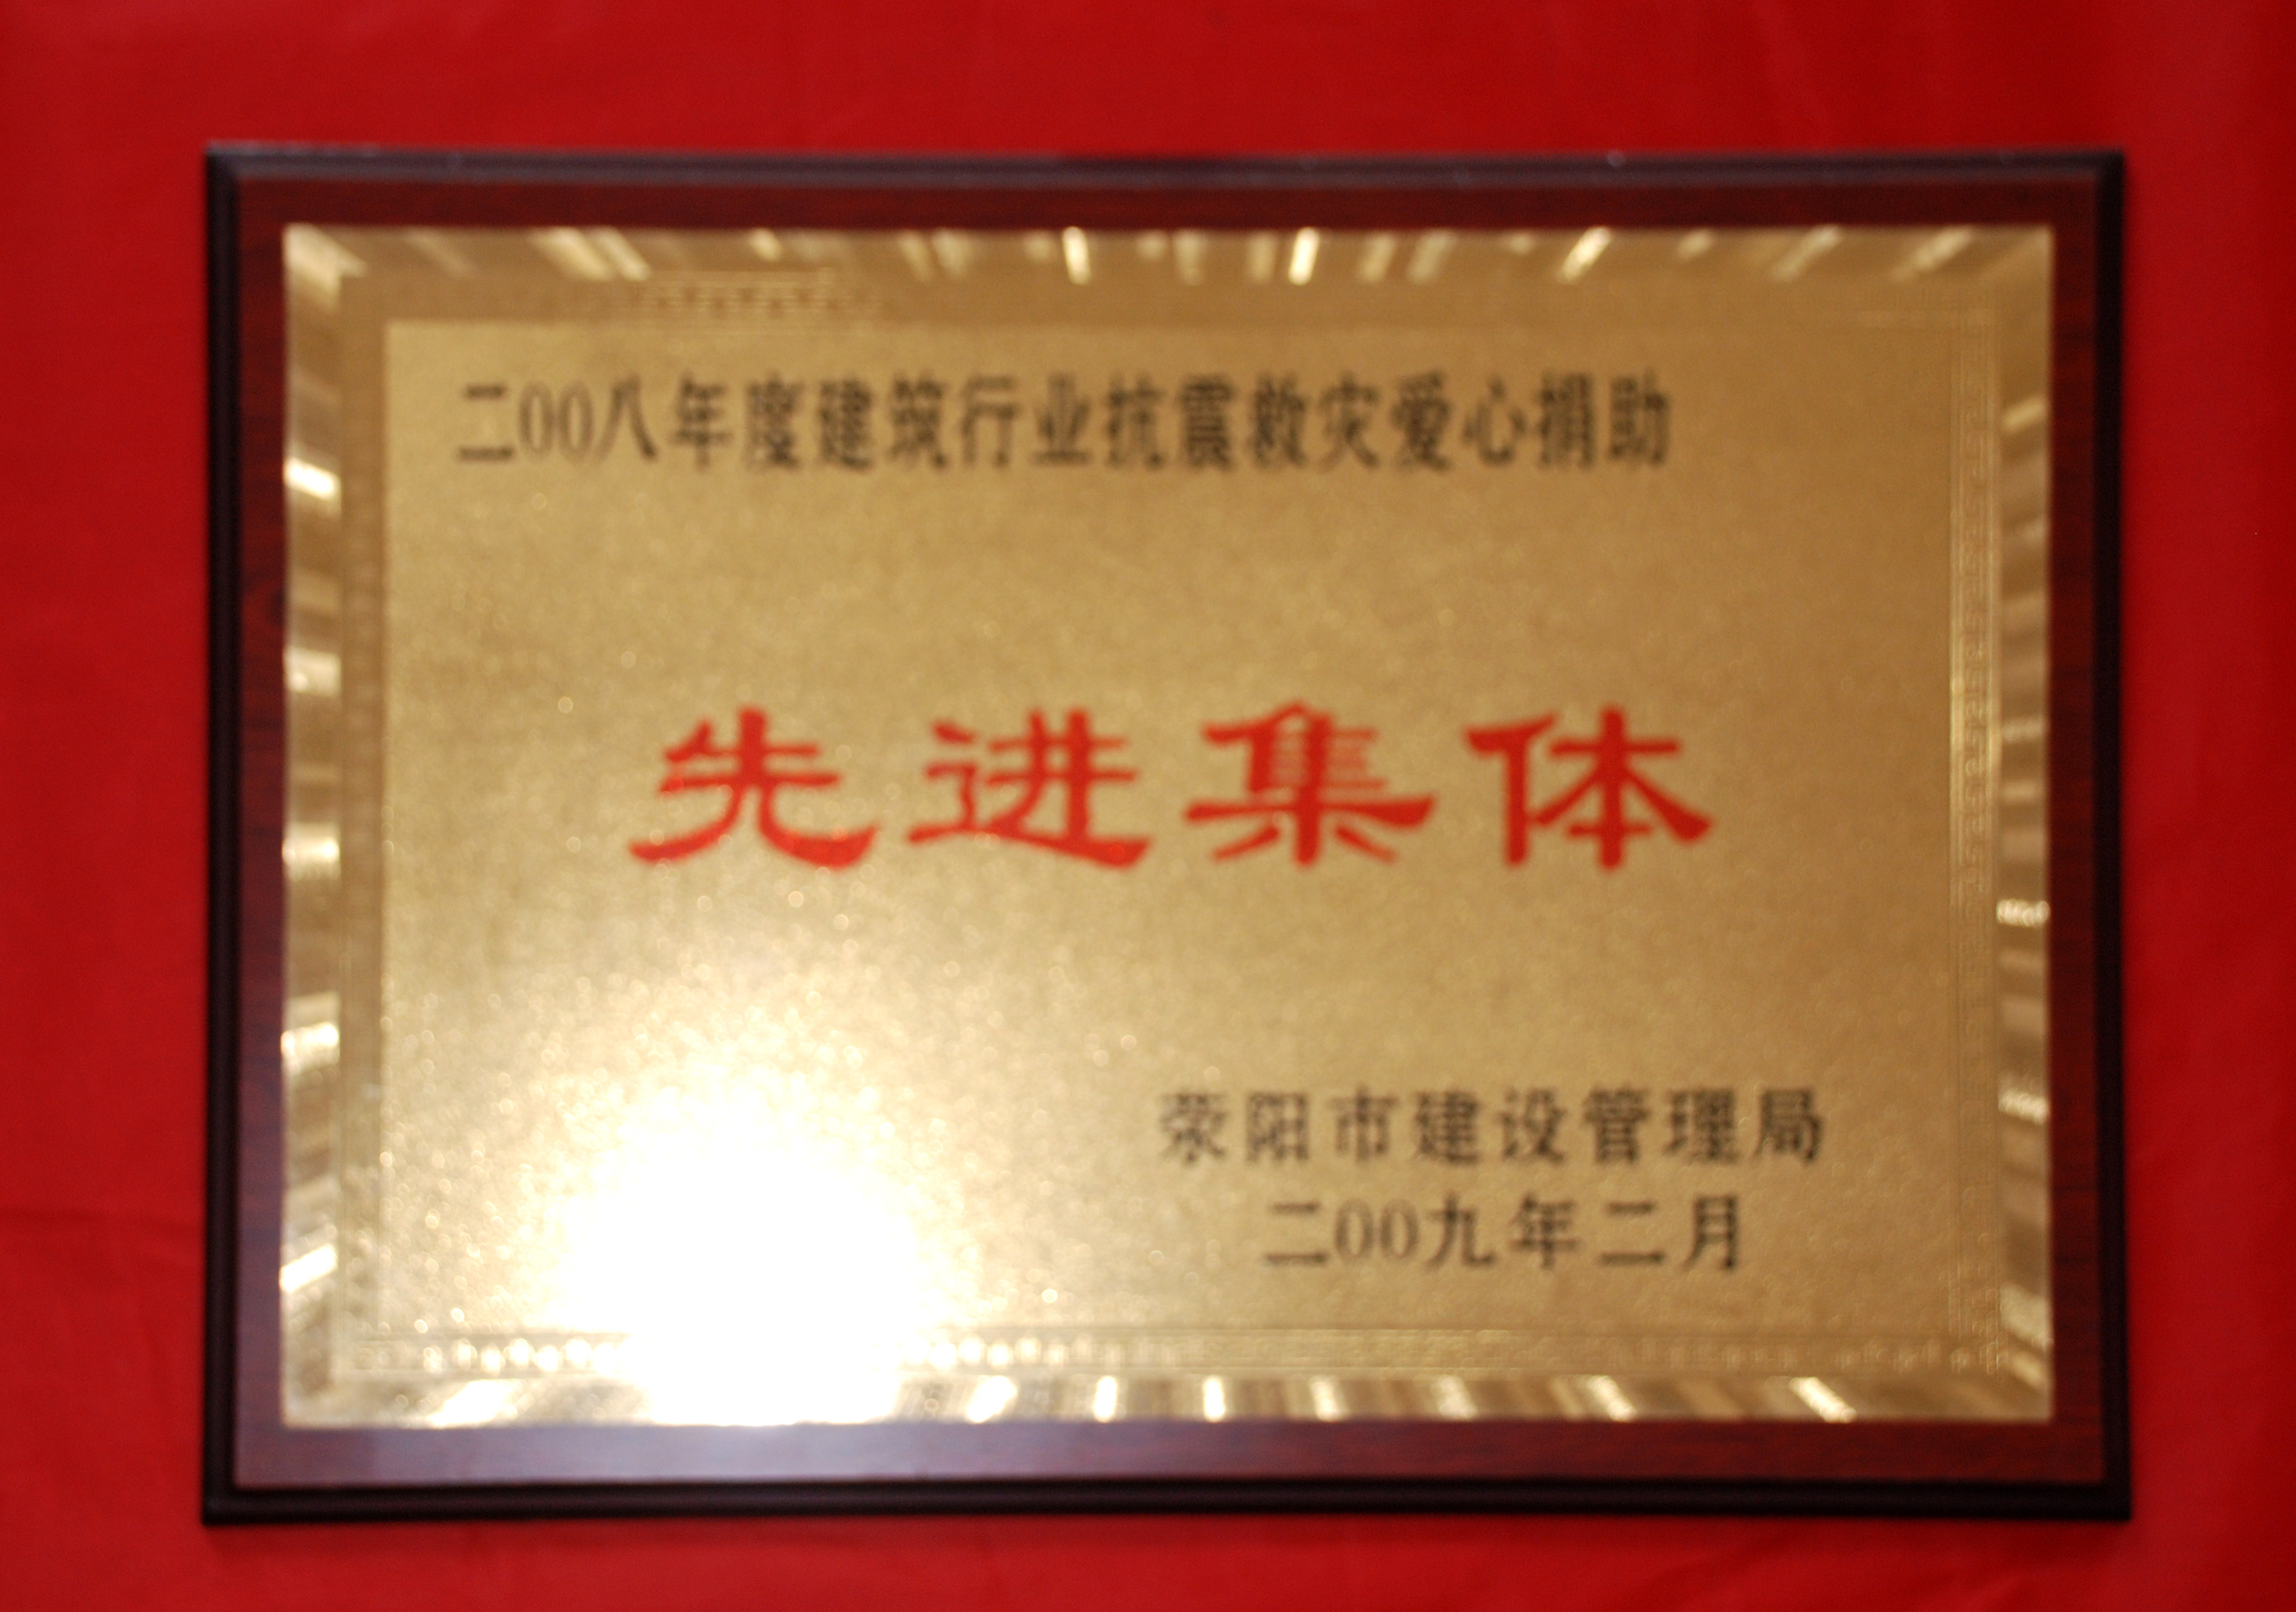 二00八年度建筑行业抗震救灾爱心捐助
先进集体
荥阳市建设管理局
二00九年二月